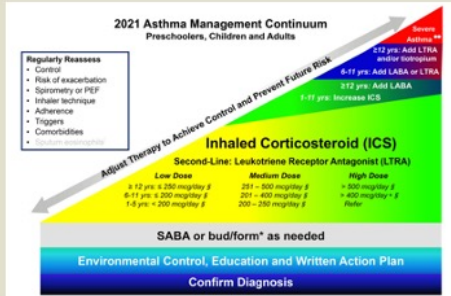 2021 Asthma Management Continuum
Preschoolers, Children and Adults
Regularly Reassess
• Control
• Risk of exacerbation
• Spirometry or PEF
• Inhaler technique
• Adherence
• Triggers
• Comorbidities
• Sputum eosinophils
Adjust Therapy to Achieve Control and Prevent Future Risk
Severe
Asthma
≥12 yrs: Add LTRA
and/or tiotropium
6-11 yrs: Add LABA or LTRA
≥12 yrs: Add LABA
1-11 yrs: Increase ICS
Inhaled Corticosteroid (ICS)
Second-Line: Leukotriene Receptor Antagonist (LTRA)
Low Dose
≥ 12 yrs: ≤ 250 mcg/day §
6-11 yrs: ≤ 200 mcg/day §
1-5 yrs: < 200 mcg/day §
Medium Dose
251 – 500 mcg/day §
201 – 400 mcg/day §
200 – 250 mcg/day §
High Dose
> 500 mcg/day §
> 400 mcg/day • §
Refer
SABA or bud/form* as needed
Environmental Control, Education and Written Action Plan
Confirm Diagnosis